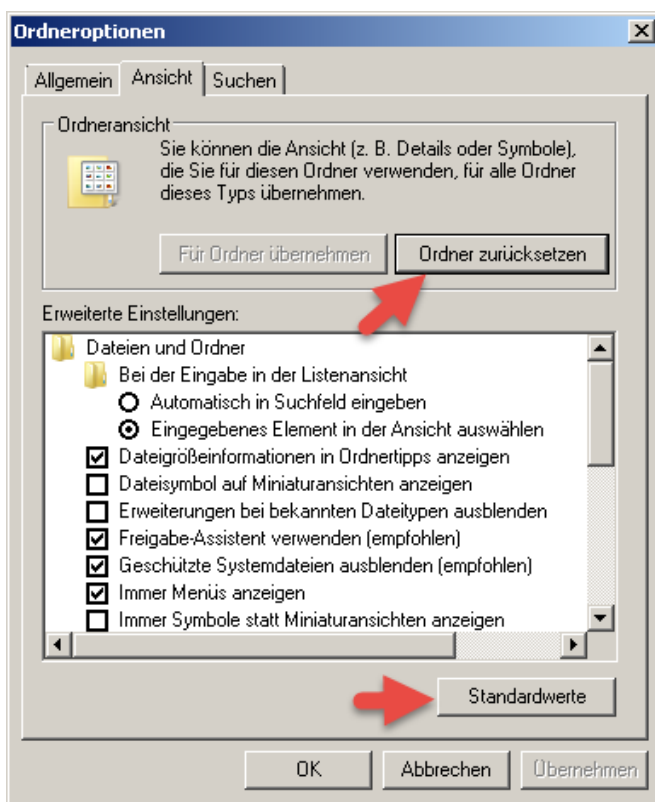 Ordneroptionen
Allgemein Ansicht Suchen
Ordneransicht
Sie können die Ansicht (z. B. Details oder Symbole),
die Sie für diesen Ordner verwenden, für alle Ordner
dieses Typs übernehmen.
Für Ordner übernehmen Ordner zurücksetzen
Erweiterte Einstellungen:
Dateien und Ordner
Bei der Eingabe in der Listenansicht
Automatisch in Suchfeld eingeben
Eingegebenes Element in der Ansicht auswählen
Dateigrößeinformationen in Ordnertipps anzeigen
Dateisymbol auf Miniaturansichten anzeigen
Erweiterungen bei bekannten Dateitypen ausblenden
Freigabe-Assistent verwenden (empfohlen)
Geschützte Systemdateien ausblenden (empfohlen)
Immer Menüs anzeigen
Immer Symbole statt Miniaturansichten anzeigen
Standardwerte
OK Abbrechen Übernehmen